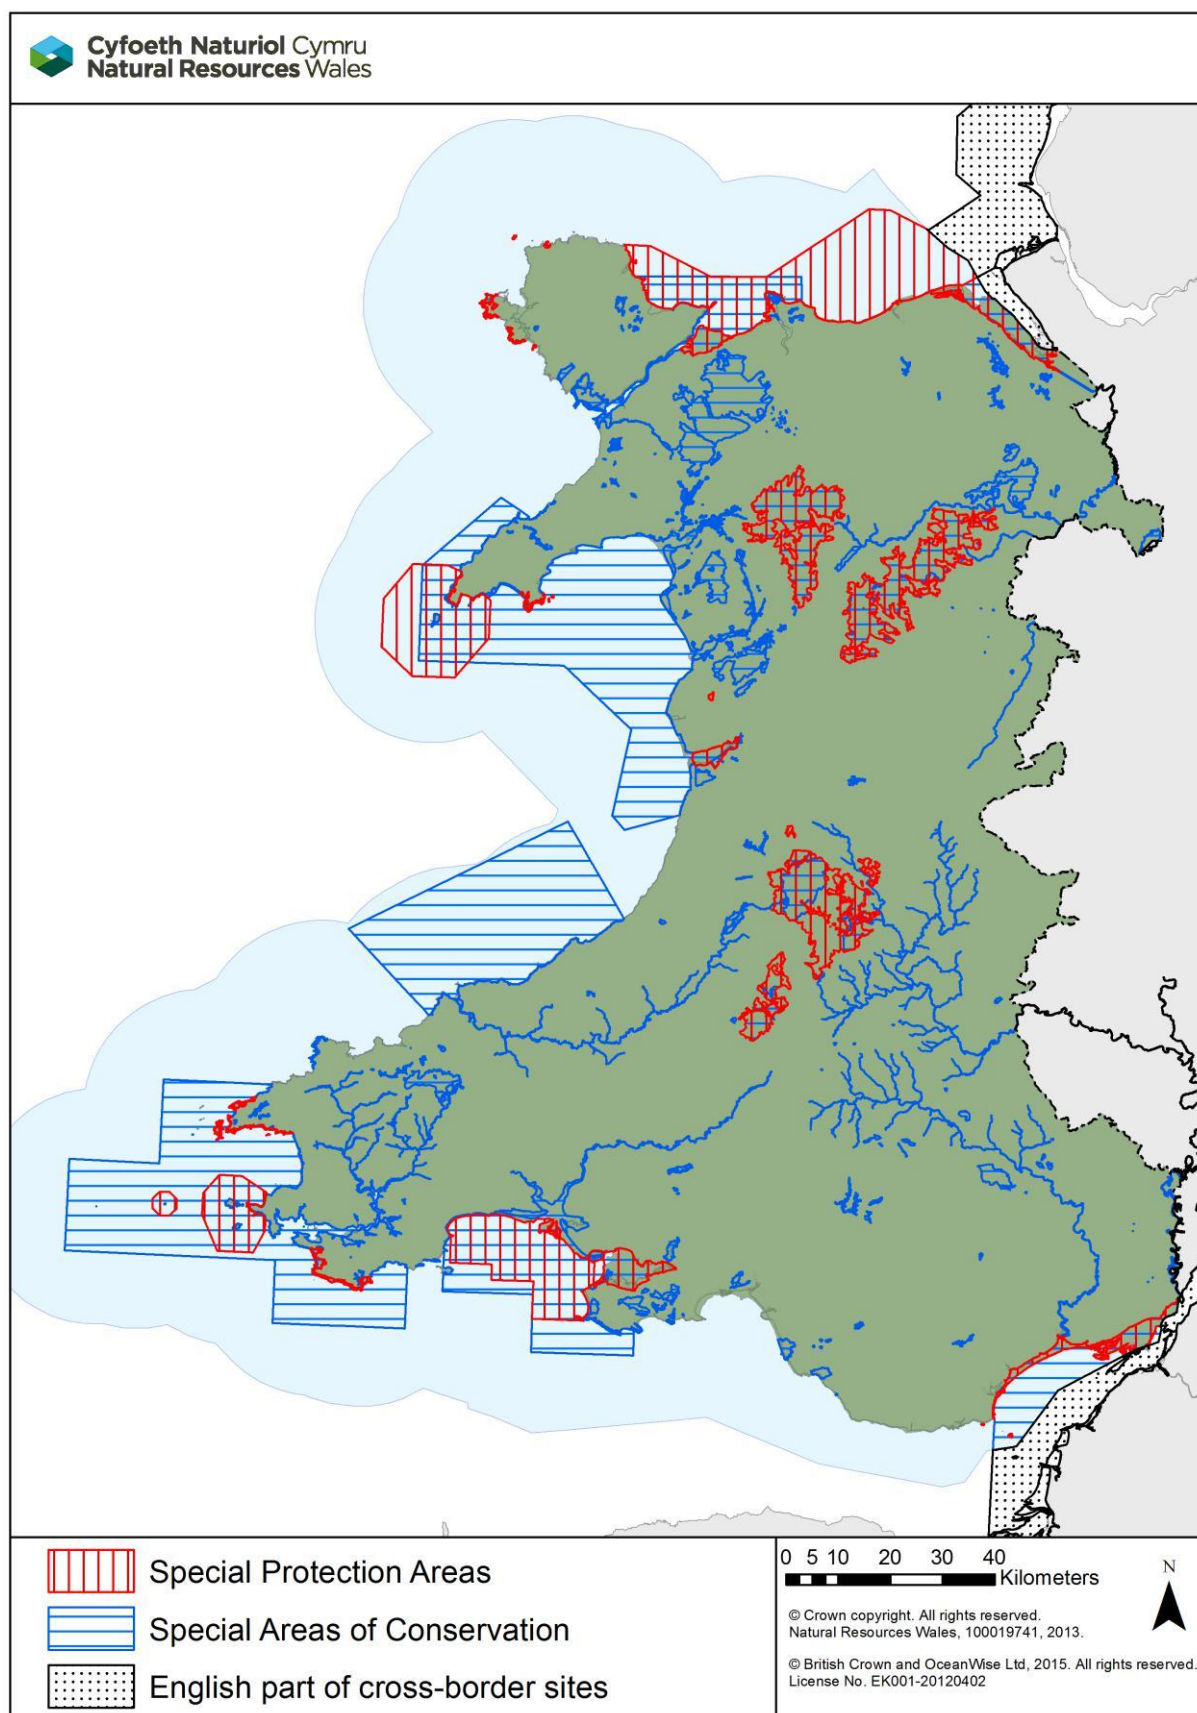 Cyfoeth Naturiol Cymru
Natural Resources Wales
Special Protection Areas
Special Areas of Conservation
English part of cross-border sites
0 5 10 20 30 40
Kilometers
N
© Crown copyright. All rights reserved.
Natural Resources Wales, 100019741, 2013.
© British Crown and OceanWise Ltd, 2015. All rights reserved.
License No. EK001-20120402